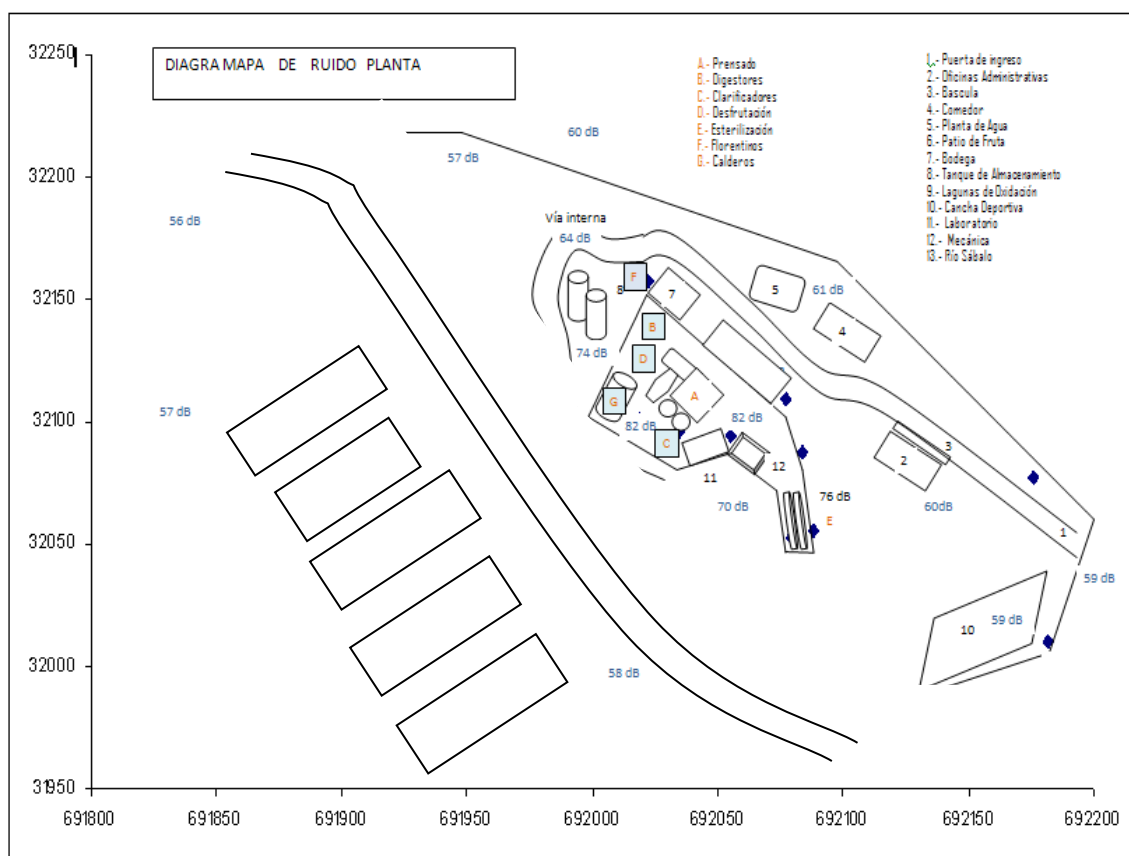 DIAGRAMAPA DE RUIDO PLANTA
A.- Prensado
B.- Digestores
C.- Clarificadores
D.- Desfrutación
E.- Esterilización
F.- Florentinos
G.- Calderos
1.- Puerta de ingreso
2.- Oficinas Administrativas
3.- Bascula
4.- Comedor
5.- Planta de Agua
6.- Patio de Fruta
7.- Bodega
8.- Tanque de Almacenamiento
9.- Lagunas de Oxidación
10.- Cancha Deportiva
11.- Laboratorio
12.- Mecánica
13.- Río Sábalo
32250
32200
32150
32100
32050
32000
31950
60 dB
57 dB
56 dB
Vía interna
64 dB
F
8
7
5
61 dB
4
B
74 dB
D
G
A
57 dB
82 dB
82 dB
C
11
12
3
2
70 dB
76 dB
E
60dB
1
59 dB
59 dB
10
58 dB
691800
691850
691900
691950
692000
692050
692100
692150
692200